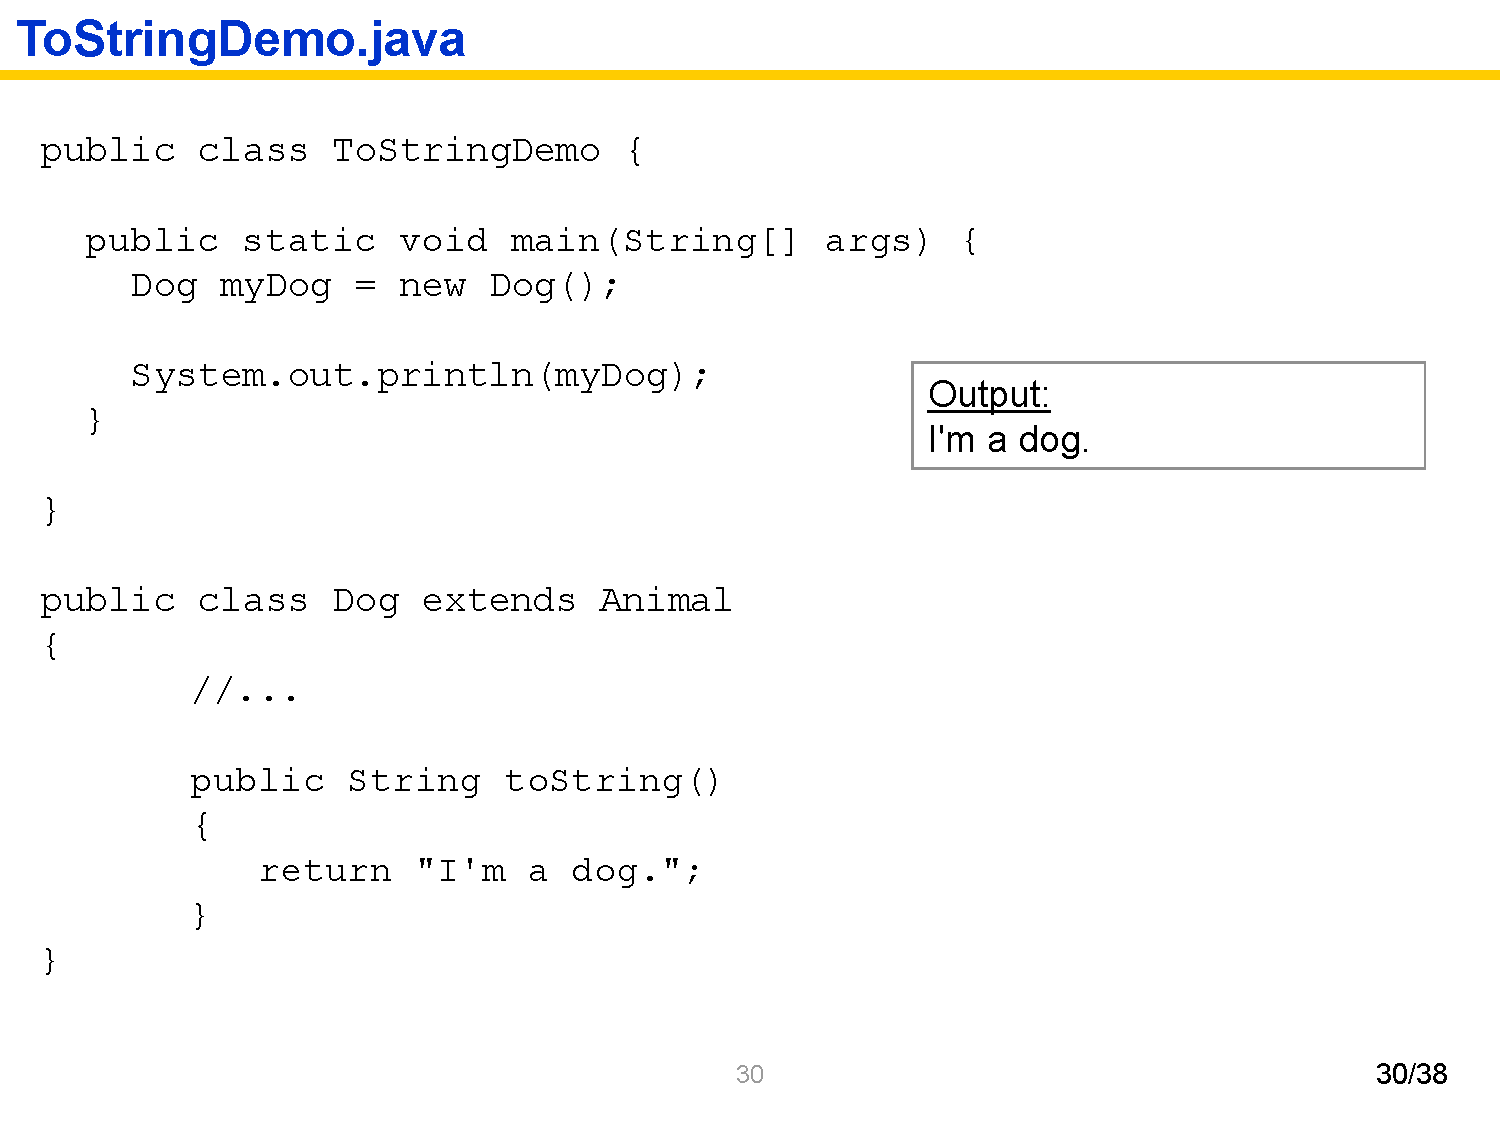 ToStringDemo.java
public class ToStringDemo {
public static void main(String[] args) {
Dog myDog = new Dog();
System.out.println(myDog);
}
}
Output:
I'm a dog.
public class Dog extends Animal
{
//...
public String toString()
{
return "I'm a dog.";
}
}
30
30/38